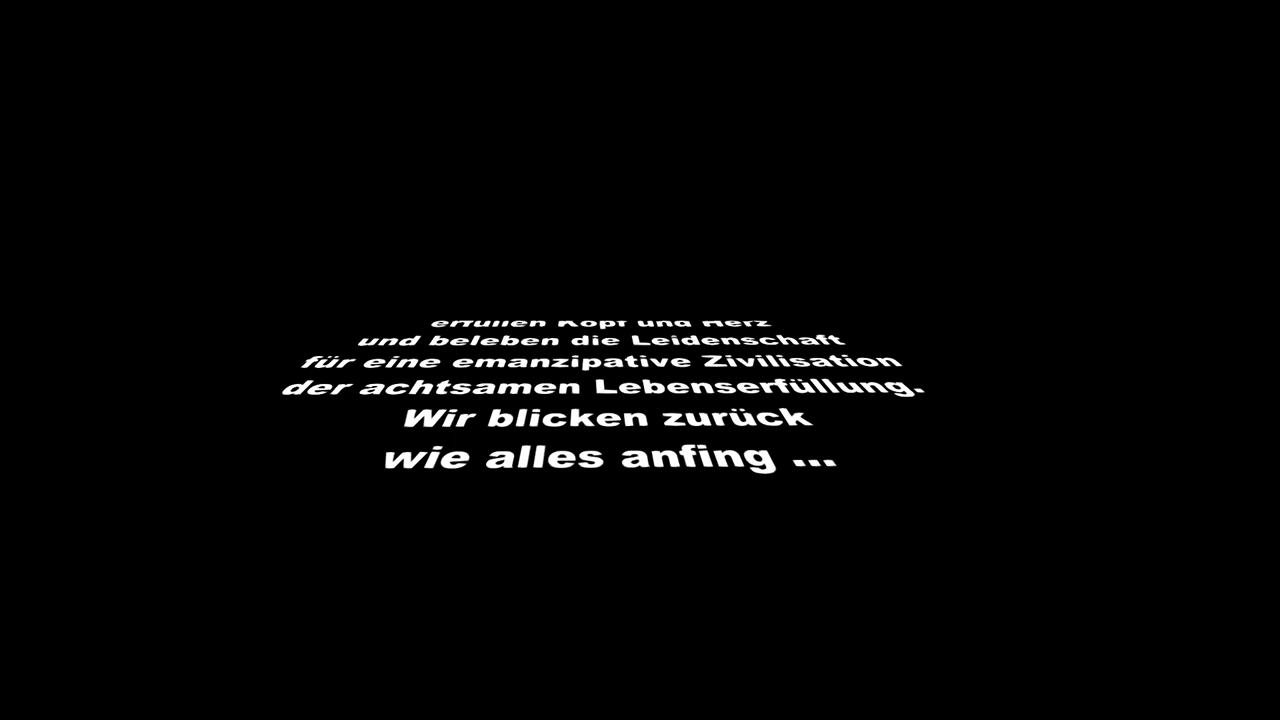 erfüllen Kopf und Herz
und beleben die Leidenschaft
für eine emanzipative Zivilisation
der achtsamen Lebenserfüllung.
Wir blicken zurück
wie alles anfing ...